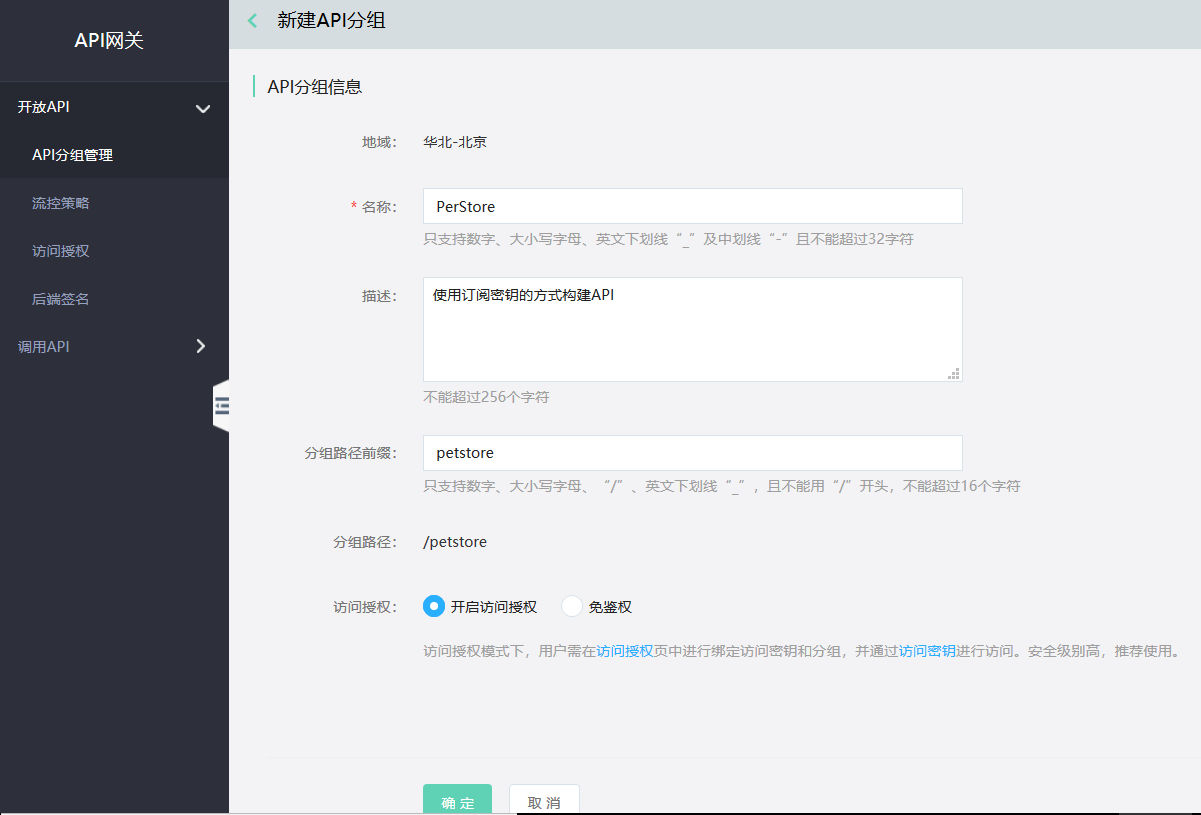 API网关
开放API
API分组管理
流控策略
访问授权
后端签名
调用API
新建API分组
API分组信息
地域： 华北-北京
* 名称： PerStore
只支持数字、大小写字母、英文下划线“_”及中划线“-”且不能超过32字符
描述： 使用订阅密钥的方式构建API
不能超过256个字符
分组路径前缀： petstore
只支持数字、大小写字母、“/”、英文下划线“_”，且不能用“/”开头，不能超过16个字符
分组路径： /petstore
访问授权： 开启访问授权 免鉴权
访问授权模式下，用户需在访问授权页中进行绑定访问密钥和分组，并通过访问密钥进行访问。安全级别高，推荐使用。
确定 取消